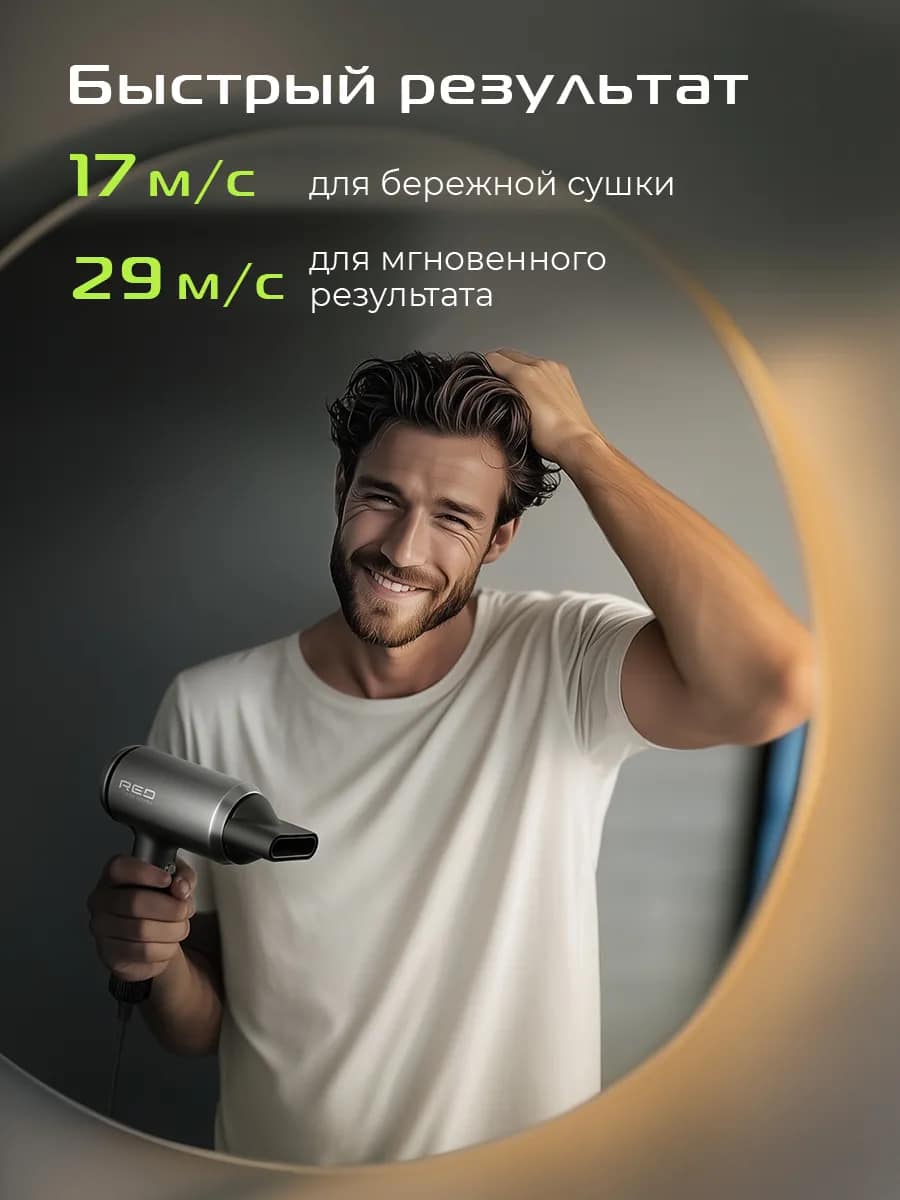 Быстрый результат
17 м/с для бережной сушки
29 м/с для мгновенного
результата
RED